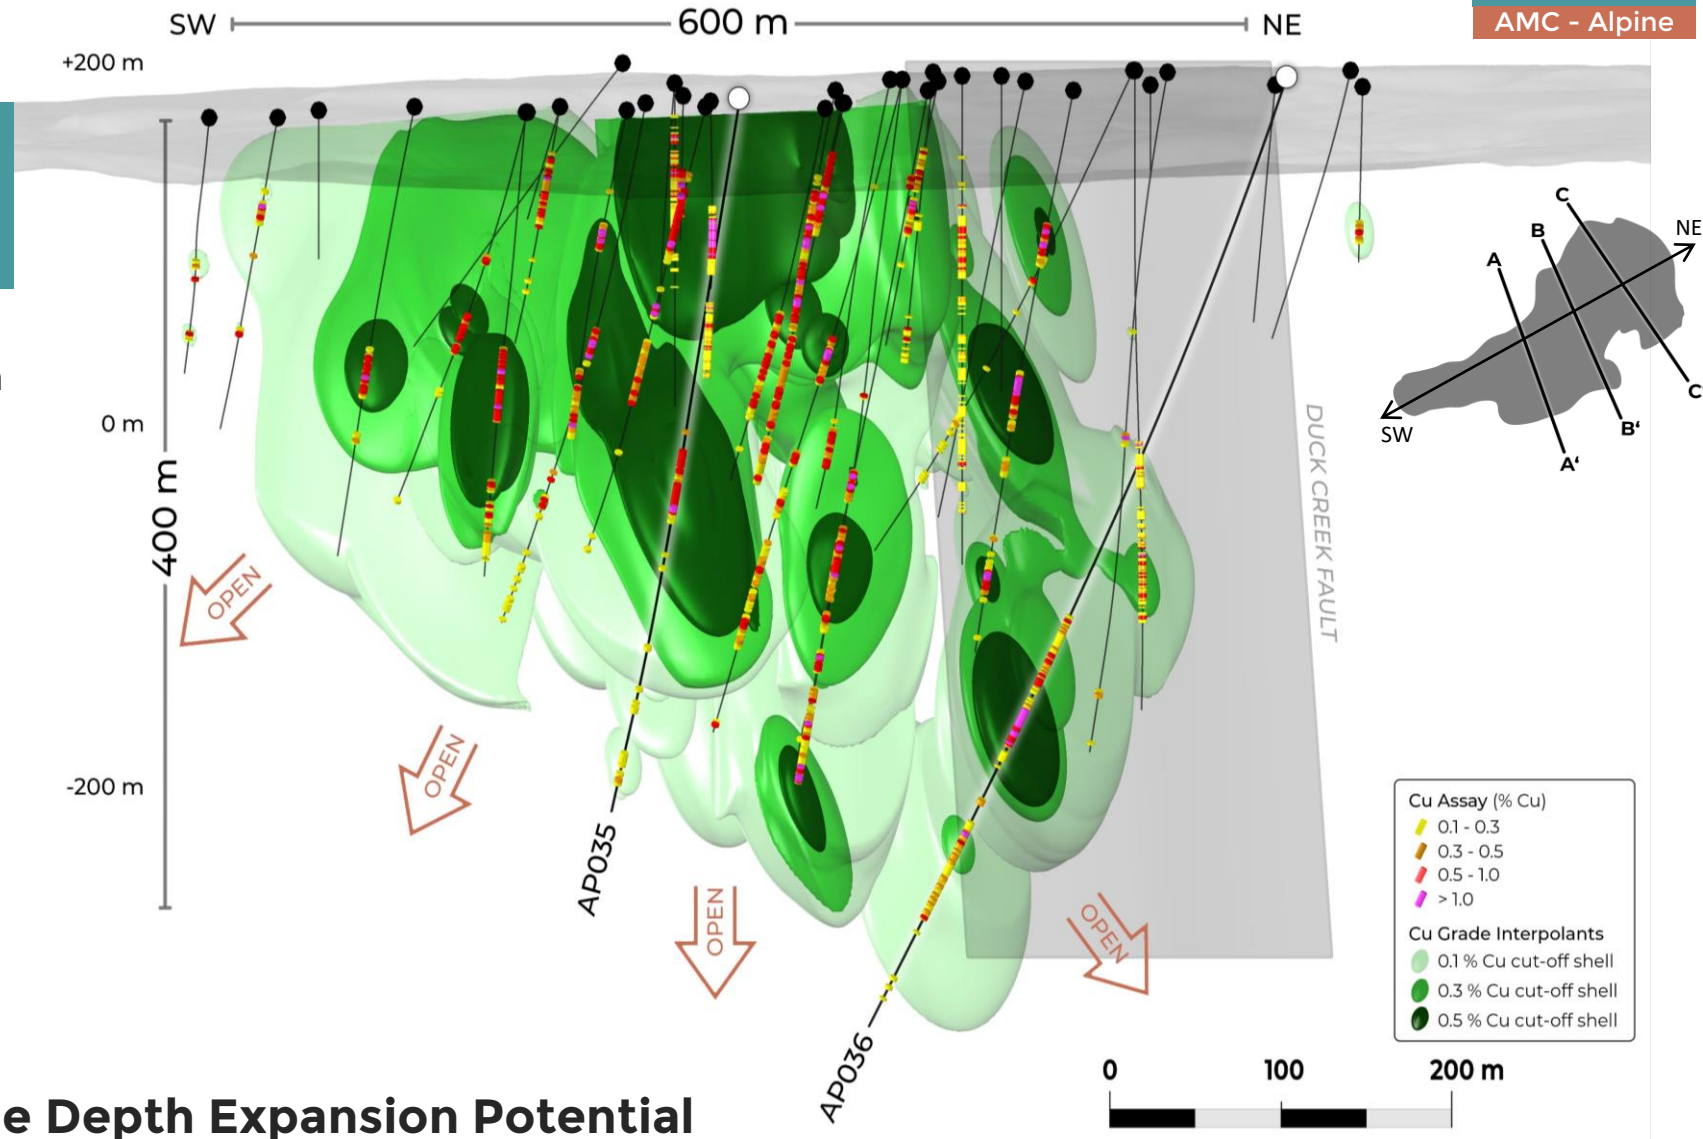 SW
600 m
NE
AMC - Alpine
+200 m
0 m
-200 m
400 m
OPEN
OPEN
OPEN
OPEN
AP035
AP036
DUCK CREEK FAULT
C
B
A
NE
SW
C
B'
A'
Cu Assay (% Cu)
0.1 - 0.3
0.3 - 0.5
0.5 - 1.0
> 1.0
Cu Grade Interpolants
0.1 % Cu cut-off shell
0.3 % Cu cut-off shell
0.5 % Cu cut-off shell
0 100 200 m
e Depth Expansion Potential